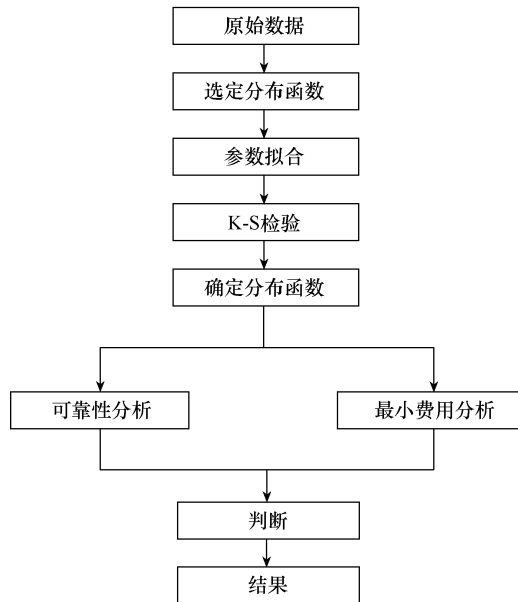 原始数据
选定分布函数
参数拟合
K-S检验
确定分布函数
可靠性分析
最小费用分析
判断
结果